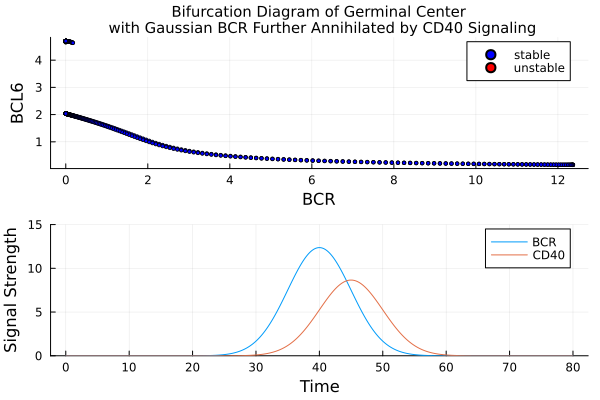 Bifurcation Diagram of Germinal Center
with Gaussian BCR Further Annihilated by CD40 Signaling
BCL6
4
3
2
1
stable
unstable
0 2 4 6 8 10 12
BCR
Signal Strength
15
10
5
0
BCR
CD40
0 10 20 30 40 50 60 70 80
Time